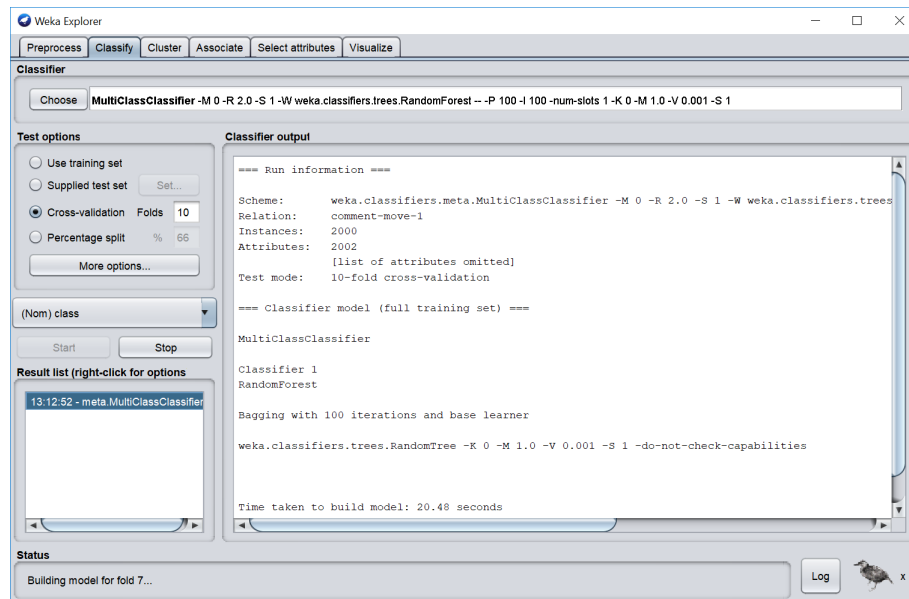 Weka Explorer
Preprocess Classify Cluster Associate Select attributes Visualize
Classifier
Choose MultiClassClassifier -M 0 -R 2.0 -S 1 -W weka.classifiers.trees.RandomForest -- -P 100 -I 100 -num-slots 1 -K 0 -M 1.0 -V 0.001 -S 1
Test options
Use training set
Supplied test set Set...
Cross-validation Folds 10
Percentage split % 66
More options...
(Nom) class
Start Stop
Result list (right-click for options
13:12:52 - meta.MultiClassClassifier
Classifier output
=== Run information ===
Scheme: weka.classifiers.meta.MultiClassClassifier -M 0 -R 2.0 -S 1 -W weka.classifiers.trees
Relation: comment-move-1
Instances: 2000
Attributes: 2002
[list of attributes omitted]
Test mode: 10-fold cross-validation
=== Classifier model (full training set) ===
MultiClassClassifier
Classifier 1
RandomForest
Bagging with 100 iterations and base learner
weka.classifiers.trees.RandomTree -K 0 -M 1.0 -V 0.001 -S 1 -do-not-check-capabilities
Time taken to build model: 20.48 seconds
Status
Building model for fold 7...
Log x